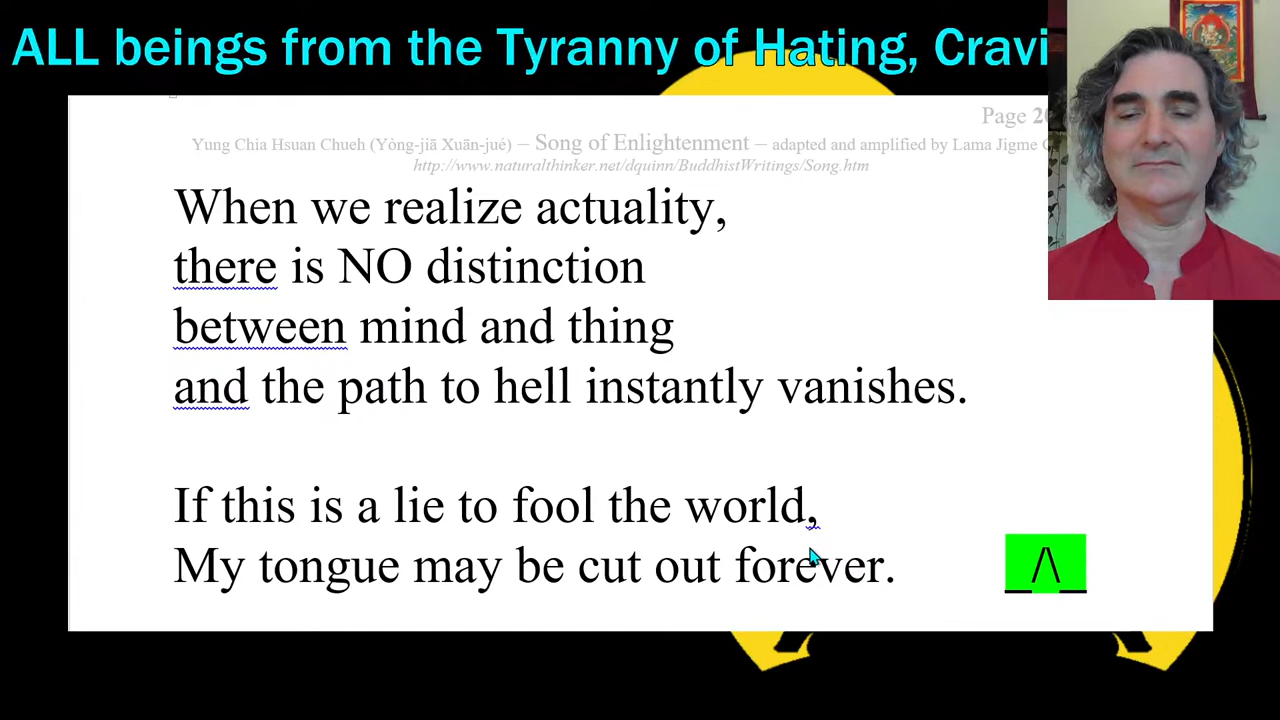 ALL beings from the Tyranny of Hating, Cravi
Page 2
Yung Chia Hsuan Chueh (Yòng-jiā Xuān-jué) – Song of Enlightenment – adapted and amplified by Lama Jigme
http://www.naturalthinker.net/dquinn/BuddhistWritings/Song.htm
When we realize actuality,
there is NO distinction
between mind and thing
and the path to hell instantly vanishes.
If this is a lie to fool the world,
My tongue may be cut out forever.
_/\_